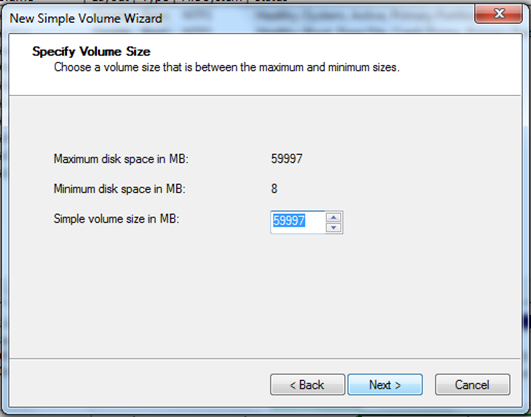 New Simple Volume Wizard
Specify Volume Size
Choose a volume size that is between the maximum and minimum sizes.
Maximum disk space in MB: 59997
Minimum disk space in MB: 8
Simple volume size in MB: 59997
< Back Next > Cancel